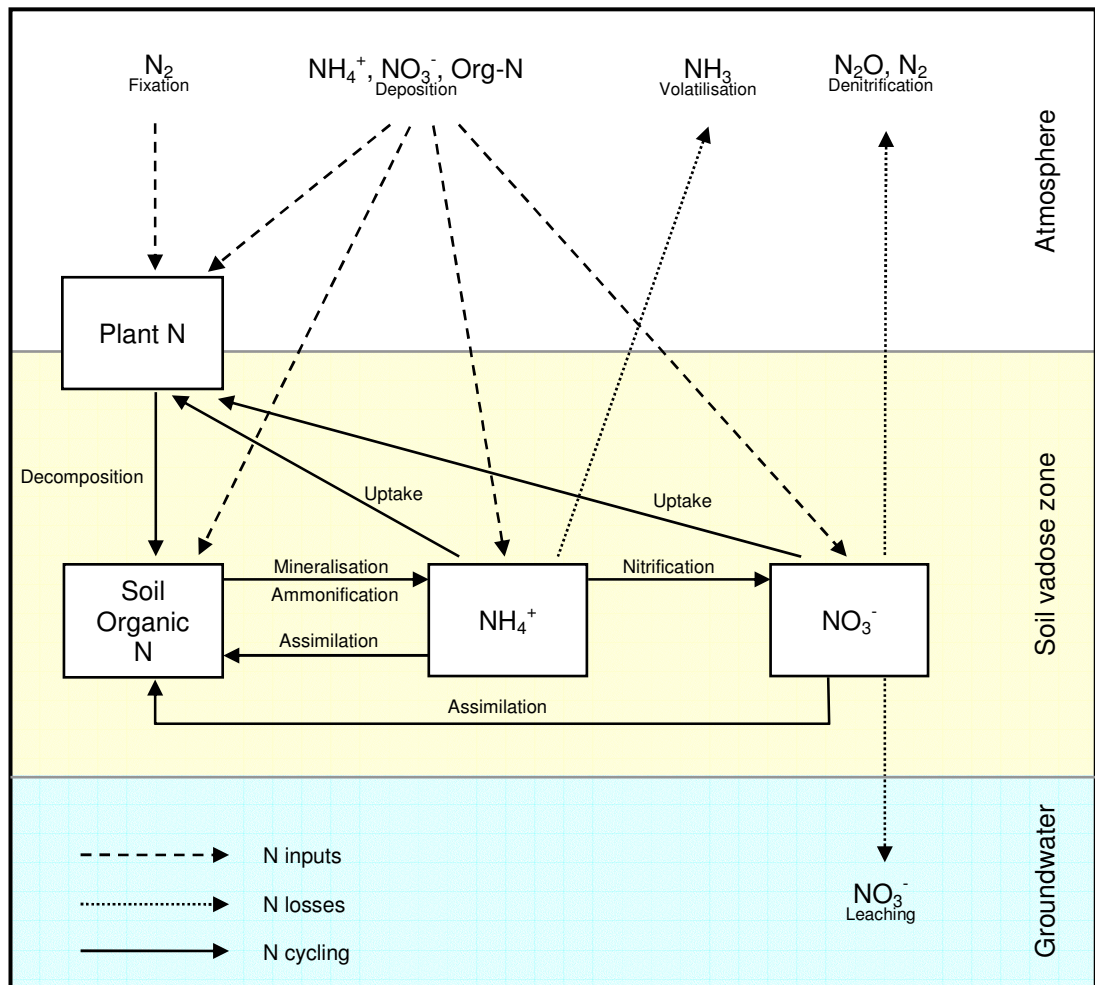 N₂
Fixation
NH₄⁺, NO₃⁻, Org-N
Deposition
NH₃
Volatilisation
N₂O, N₂
Denitrification
Atmosphere
Plant N
Decomposition
Uptake
Uptake
Soil vadose zone
Soil
Organic
N
Mineralisation
Ammonification
Assimilation
NH₄⁺
Nitrification
NO₃⁻
Assimilation
N inputs
N losses
N cycling
NO₃⁻
Leaching
Groundwater